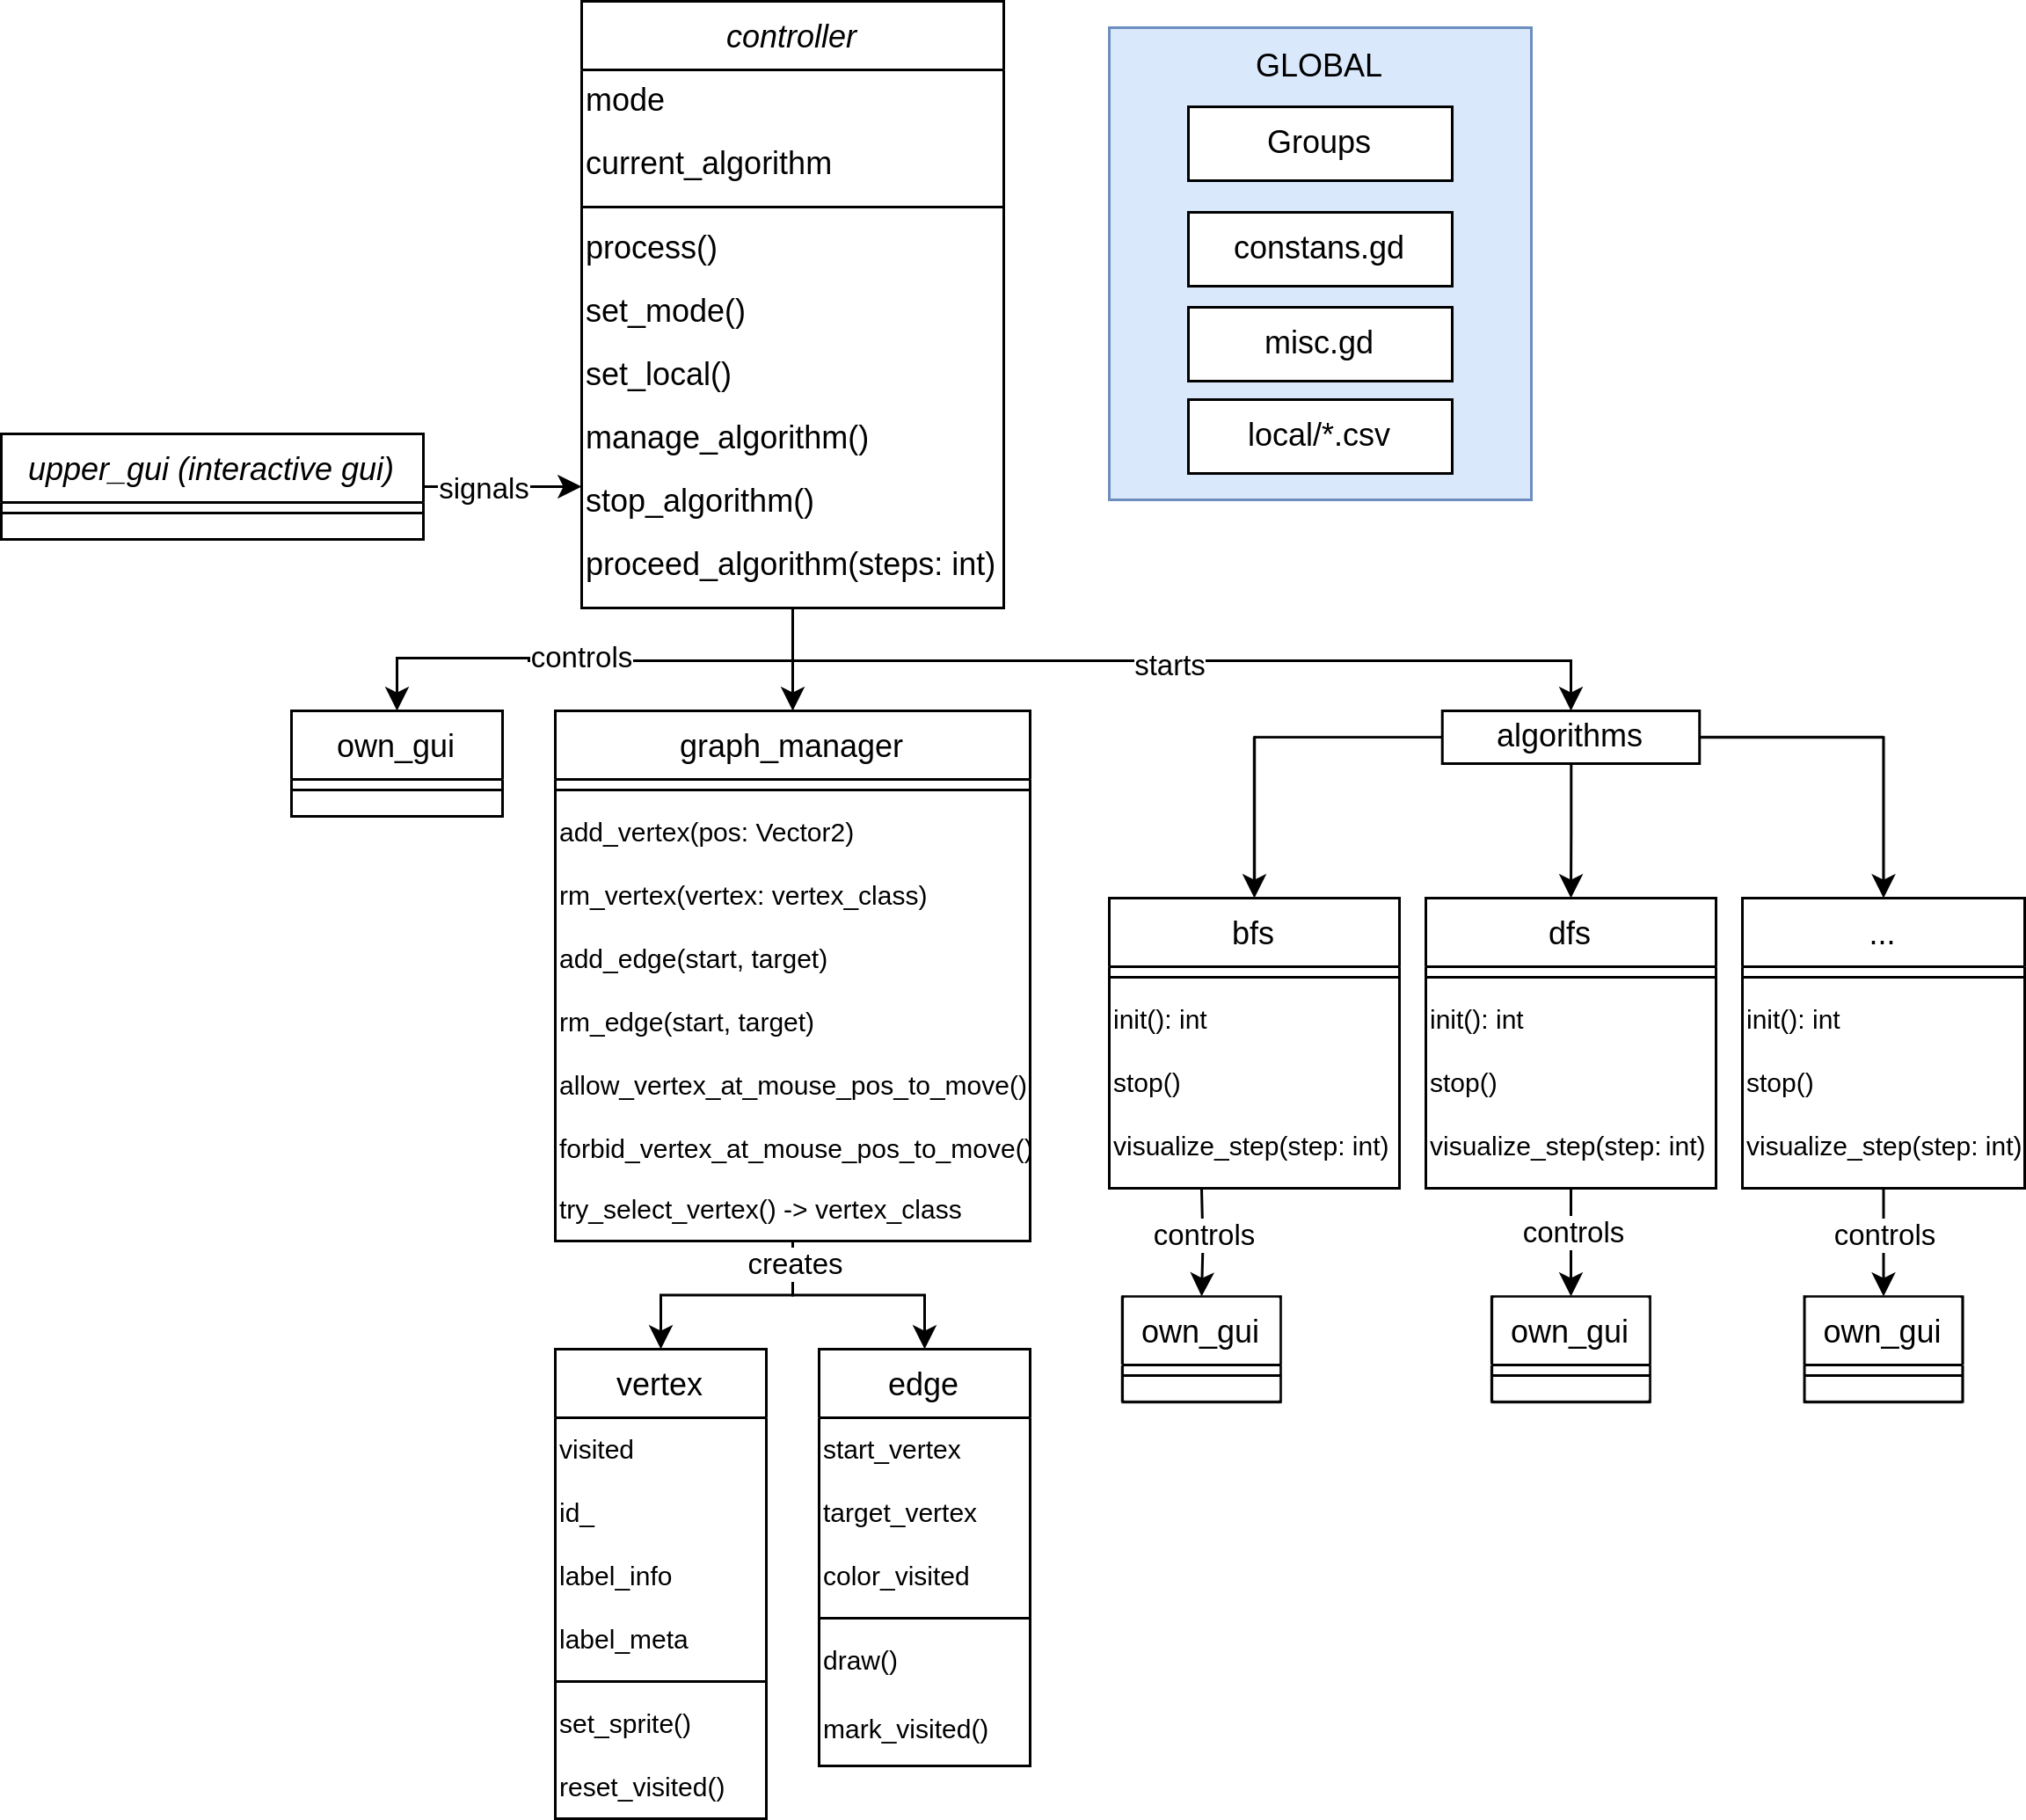 controller
mode
current_algorithm
process()
set_mode()
set_local()
manage_algorithm()
stop_algorithm()
proceed_algorithm(steps: int)
GLOBAL
Groups
constans.gd
misc.gd
local/*.csv
upper_gui (interactive gui)
signals
controls
starts
own_gui
graph_manager
add_vertex(pos: Vector2)
rm_vertex(vertex: vertex_class)
add_edge(start, target)
rm_edge(start, target)
allow_vertex_at_mouse_pos_to_move()
forbid_vertex_at_mouse_pos_to_move()
try_select_vertex() -> vertex_class
algorithms
bfs
init(): int
stop()
visualize_step(step: int)
dfs
init(): int
stop()
visualize_step(step: int)
...
init(): int
stop()
visualize_step(step: int)
creates
controls
controls
controls
own_gui
own_gui
own_gui
vertex
visited
id_
label_info
label_meta
set_sprite()
reset_visited()
edge
start_vertex
target_vertex
color_visited
draw()
mark_visited()